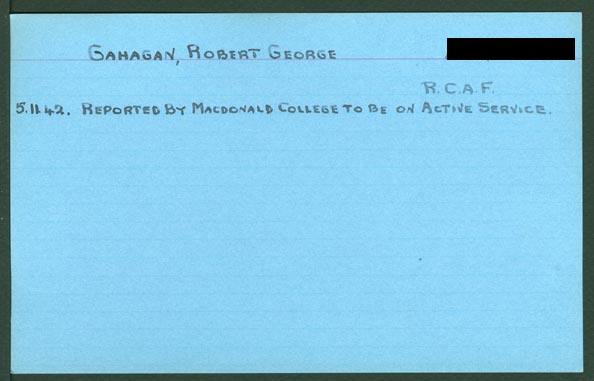 GAHAGAN, ROBERT GEORGE
R.C.A.F.
5.11.42. REPORTED BY MACDONALD COLLEGE TO BE ON ACTIVE SERVICE.